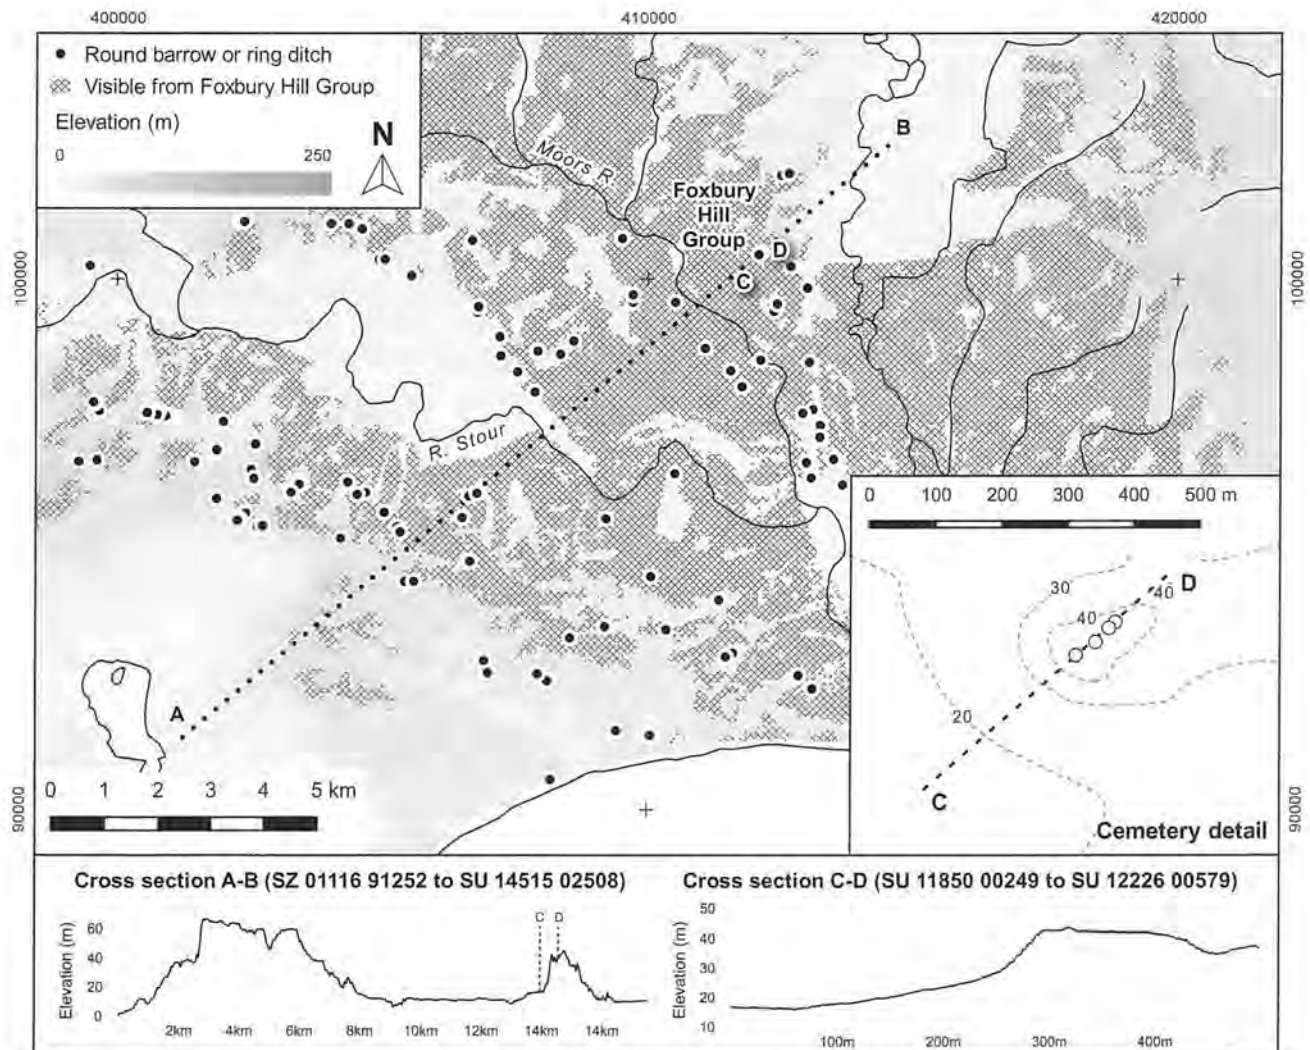 400000
410000
420000
Round barrow or ring ditch
Visible from Foxbury Hill Group
Elevation (m)
0
250
N
Moors R.
B
Foxbury
Hill
Group
D
C
100000
100000
R. Stour
A
0
1
2
3
4
5 km
90000
90000
0
100
200
300
400
500 m
30
40
40
20
D
C
Cemetery detail
Cross section A-B (SZ 01116 91252 to SU 14515 02508)
Elevation (m)
60
40
20
0
C
D
2km
4km
6km
8km
10km
12km
14km
14km
Cross section C-D (SU 11850 00249 to SU 12226 00579)
Elevation (m)
50
40
30
20
10
100m
200m
300m
400m